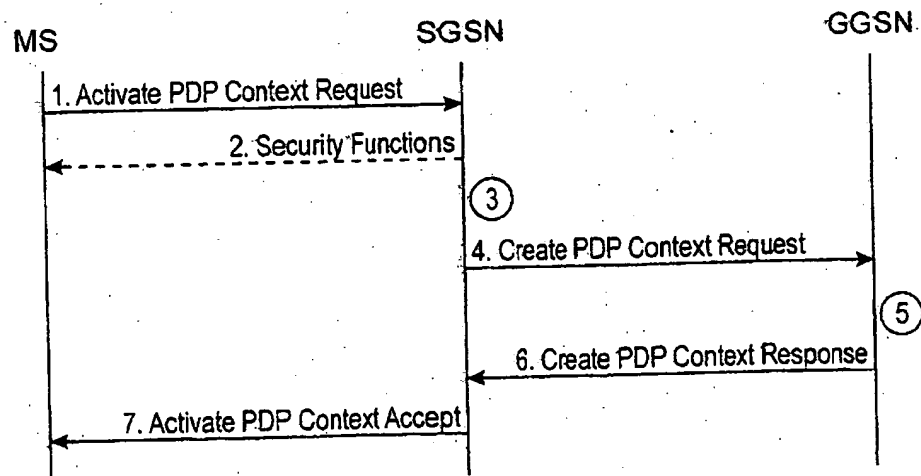 MS
SGSN
GGSN
1. Activate PDP Context Request
2. Security Functions
3
4. Create PDP Context Request
5
6. Create PDP Context Response
7. Activate PDP Context Accept